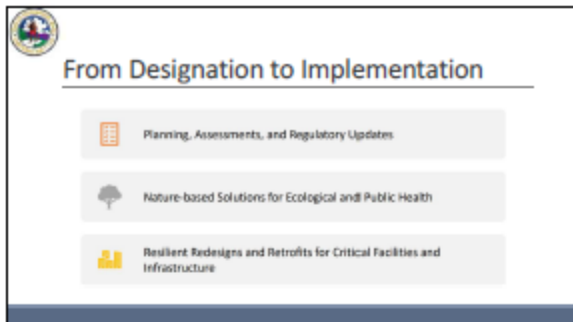 From Designation to Implementation
Planning, Assessments, and Regulatory Updates
Nature-based Solutions for Ecological and Public Health
Resilient Redesigns and Retrofits for Critical Facilities and
Infrastructure